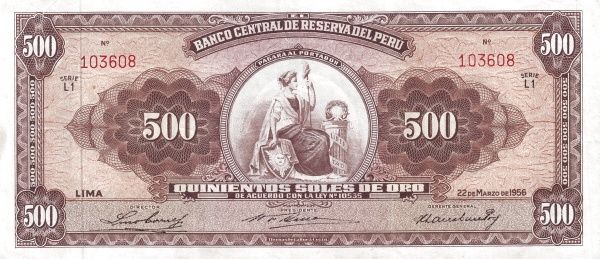 BANCO CENTRAL DE RESERVA DEL PERU
PAGARA AL PORTADOR
500 500
Nº Nº
103608 103608
SERIE L1 SERIE L1
500 500
QUINIENTOS SOLES DE ORO
DE ACUERDO CON LA LEY Nº 10535
LIMA 22 DE MARZO DE 1956
DIRECTOR PRESIDENTE GERENTE GENERAL
500 500